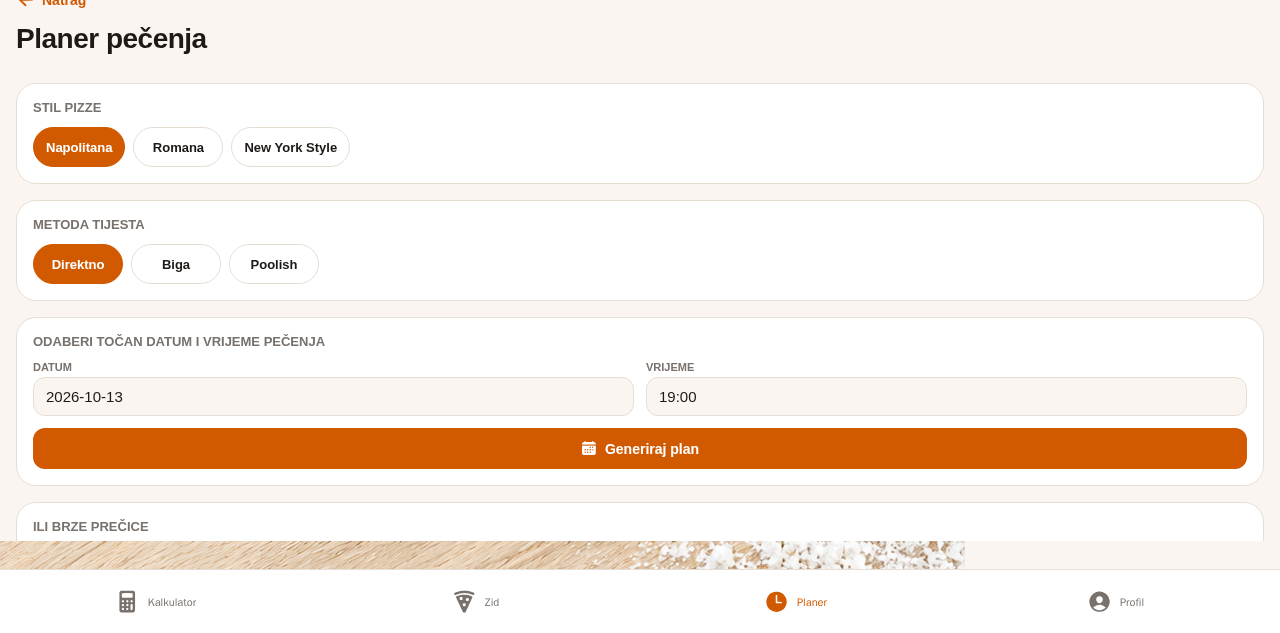 Natrag
Planer pečenja
STIL PIZZE
Napolitana Romana New York Style
METODA TIJESTA
Direktno Biga Poolish
ODABERI TOČAN DATUM I VRIJEME PEČENJA
DATUM VRIJEME
2026-10-13 19:00
Generiraj plan
ILI BRZE PREČICE
Kalkulator Zid Planer Profil